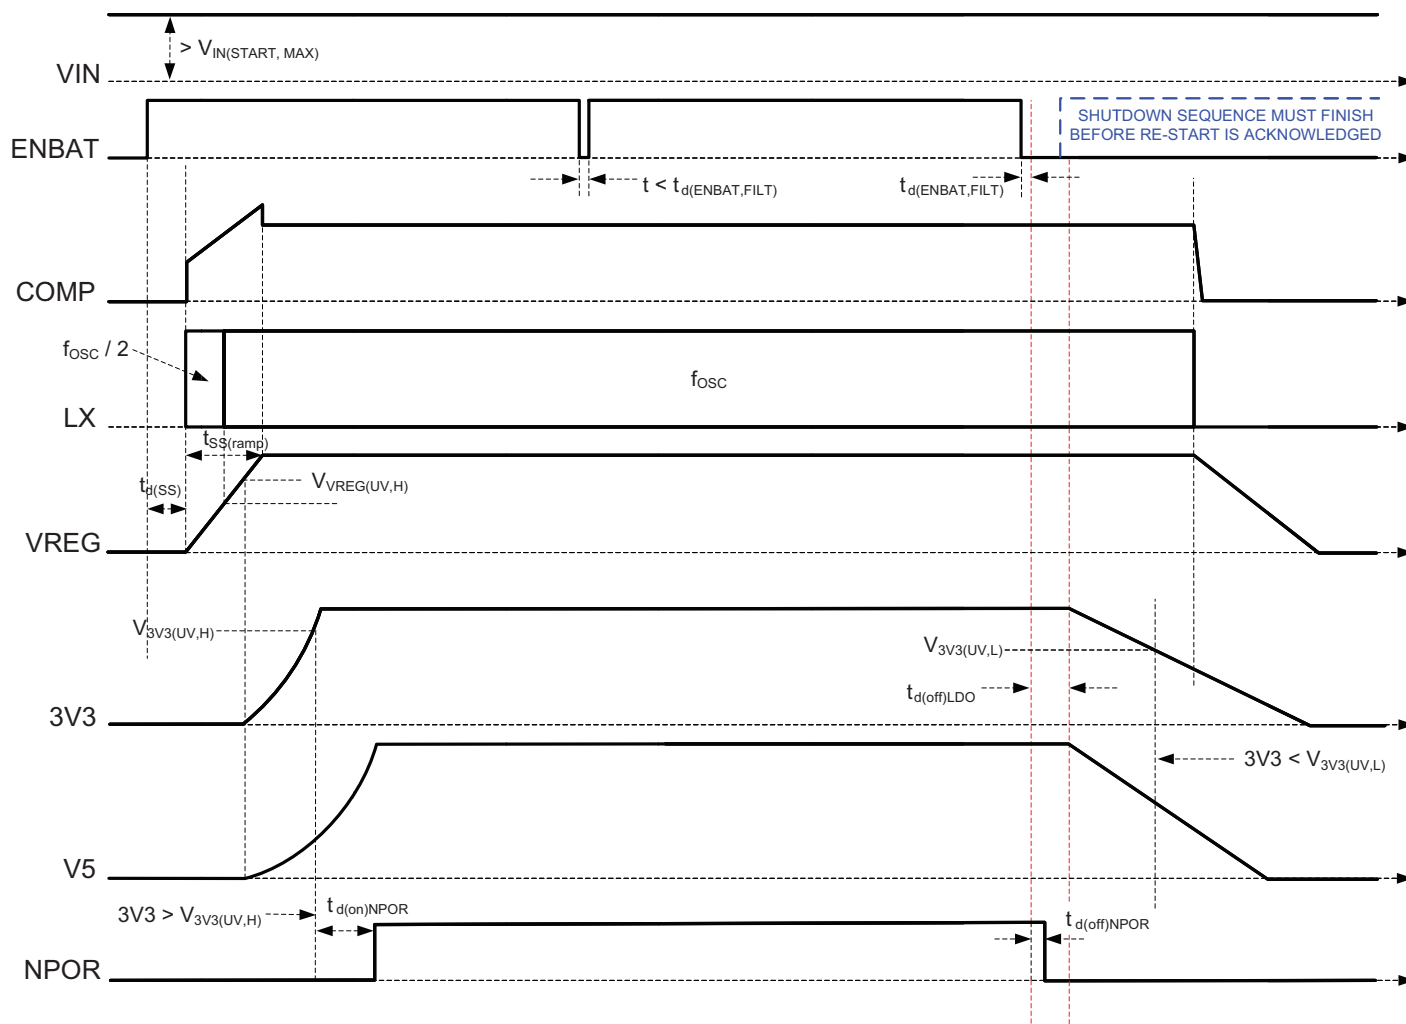 > VIN(START, MAX)
VIN
SHUTDOWN SEQUENCE MUST FINISH
BEFORE RE-START IS ACKNOWLEDGED
ENBAT
t < td(ENBAT,FILT)
td(ENBAT,FILT)
COMP
fOSC / 2
fOSC
LX
tSS(ramp)
VVREG(UV,H)
td(SS)
VREG
V3V3(UV,H)
V3V3(UV,L)
td(off)LDO
3V3
3V3 < V3V3(UV,L)
V5
3V3 > V3V3(UV,H)
td(on)NPOR
td(off)NPOR
NPOR